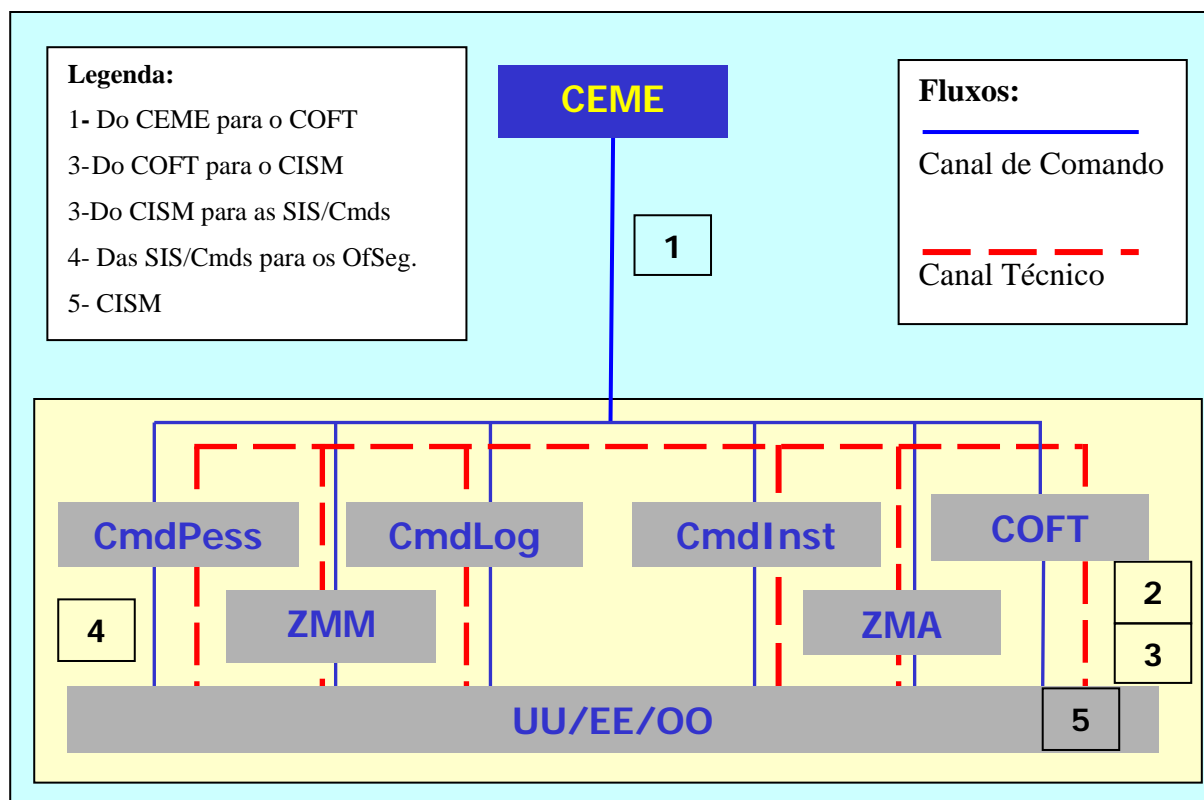 Legenda:
1- Do CEME para o COFT
3-Do COFT para o CISM
3-Do CISM para as SIS/Cmds
4- Das SIS/Cmds para os OfSeg.
5- CISM
CEME
Fluxos:
Canal de Comando
Canal Técnico
1
CmdPess
CmdLog
CmdInst
COFT
ZMM
ZMA
2
4
3
UU/EE/OO
5